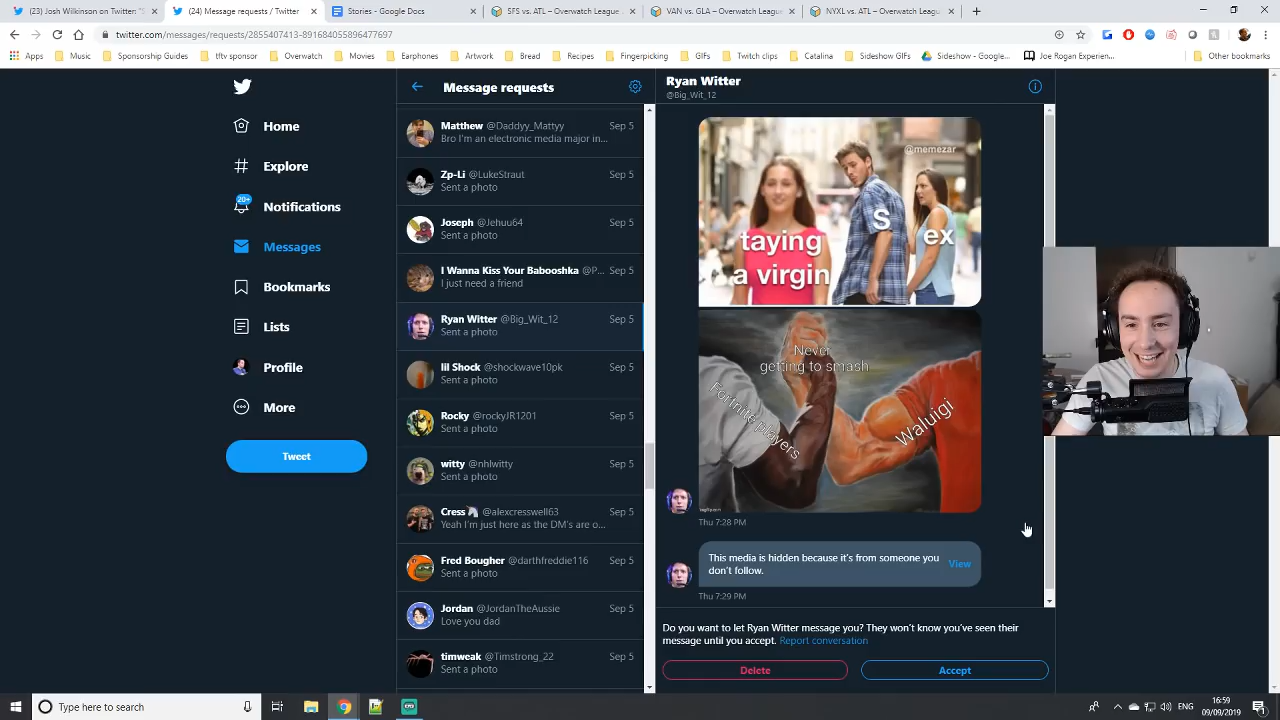 (23) Josh Wilkinson on Twitter: "S
(24) Message requests / Twitter
Stories - Google Docs
SFS vs. ATL – Overwatch League
VAN vs. GLA – Overwatch League
NYXL vs. ATL – Overwatch League
twitter.com/messages/requests/2855407413-891684055896477697
Apps
Song
Music
Sponsorship Guides
tftv sponsor
Overwatch
Movies
Earphones
Artwork
Bread
Recipes
Fingerpicking
GIFs
Twitch clips
Catalina
Sideshow GIFs
Sideshow - Google...
Joe Rogan Experien...
Other bookmarks
Home
Explore
20+
Notifications
Messages
Bookmarks
Lists
Profile
More
Tweet
Message requests
Matthew @Daddyy_Mattyy Sep 5
Bro I'm an electronic media major in...
Zp-Li @LukeStraut Sep 5
Sent a photo
Joseph @Jehuu64 Sep 5
Sent a photo
I Wanna Kiss Your Babooshka @P... Sep 5
I just need a friend
Ryan Witter @Big_Wit_12 Sep 5
Sent a photo
lil Shock @shockwave10pk Sep 5
Sent a photo
Rocky @rockyJR1201 Sep 5
Sent a photo
witty @nhlwitty Sep 5
Sent a photo
Cress @alexcresswell63 Sep 5
Yeah I'm just here as the DM's are o...
Fred Bougher @darthfreddie116 Sep 5
Sent a photo
Jordan @JordanTheAussie Sep 5
Love you dad
timweak @Timstrong_22 Sep 5
Sent a photo
Ryan Witter
@Big_Wit_12
@memezar
S
taying
a virgin
ex
Never
getting to smash
Fortnite players
Waluigi
imgflip.com
Thu 7:28 PM
This media is hidden because it's from someone you
don't follow.
View
Thu 7:29 PM
Do you want to let Ryan Witter message you? They won't know you've seen their
message until you accept. Report conversation
Delete
Accept
Type here to search
ENG
16:59
09/09/2019